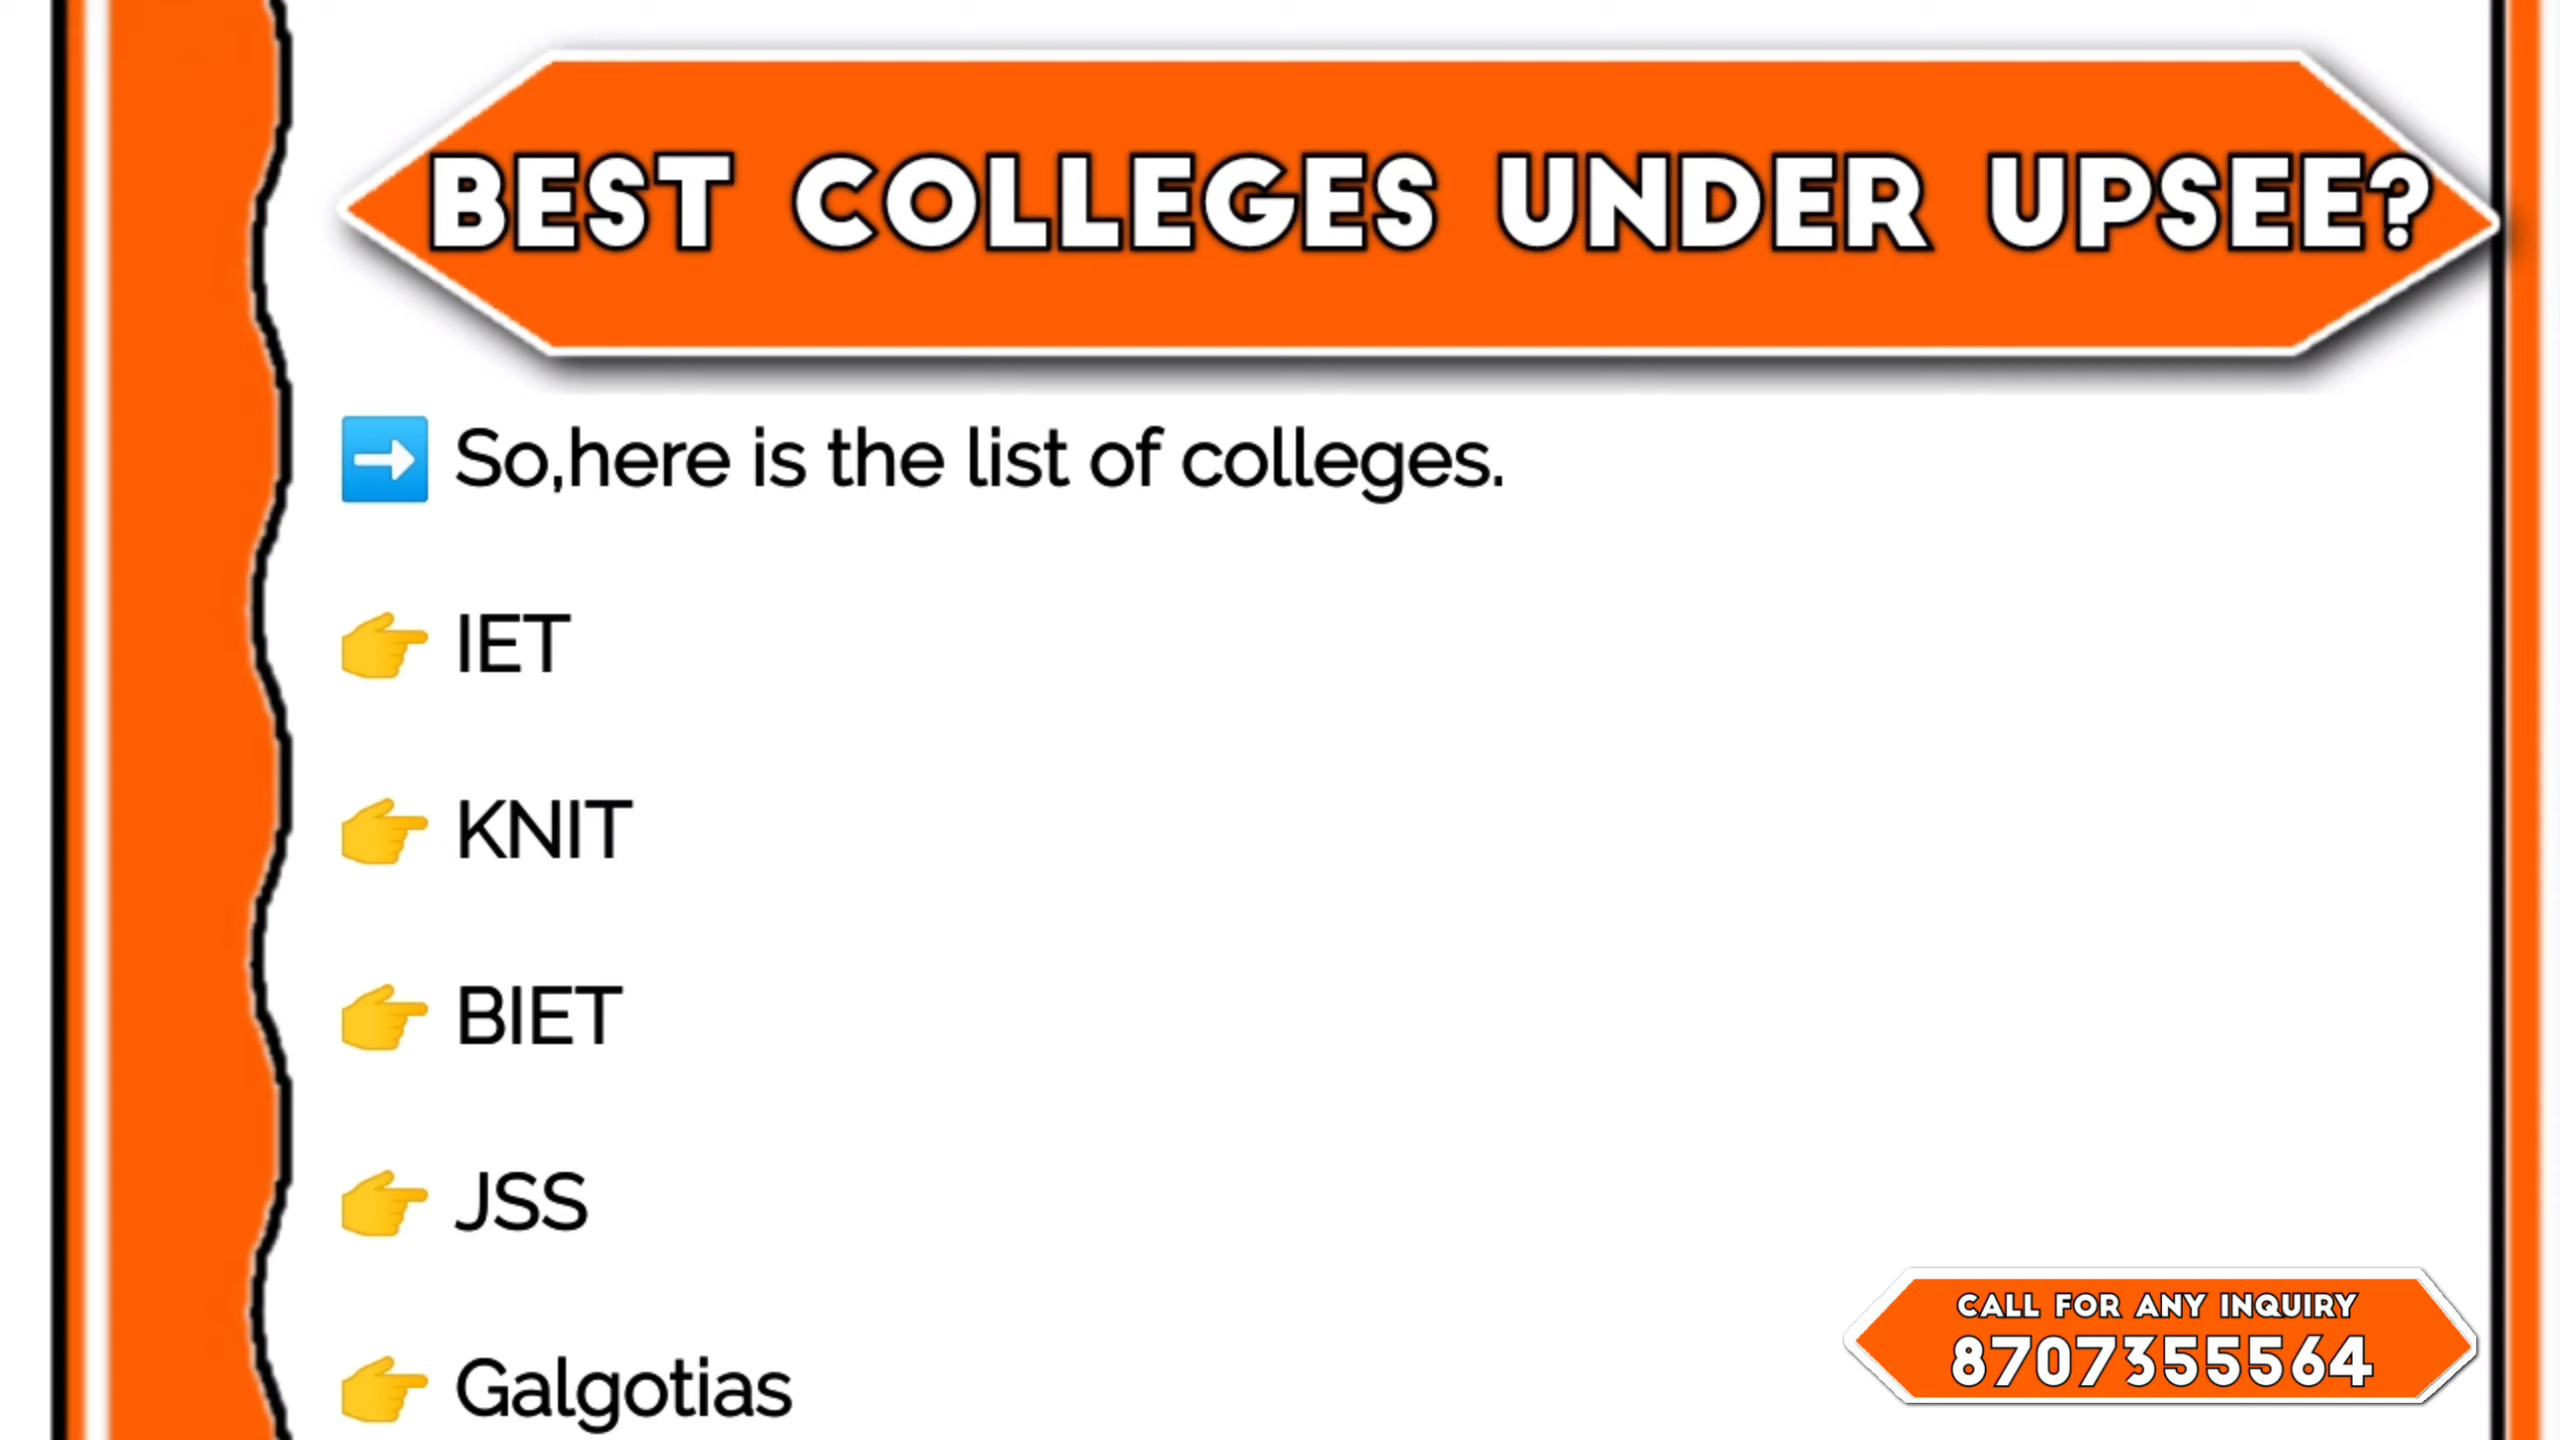 BEST COLLEGES UNDER UPSEE?
➡️ So,here is the list of colleges.
👉 IET
👉 KNIT
👉 BIET
👉 JSS
👉 Galgotias
CALL FOR ANY INQUIRY
8707355564